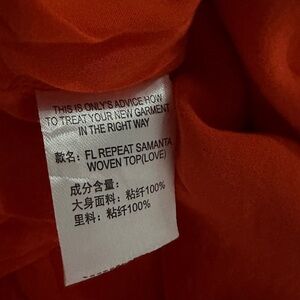 THIS IS ONLY'S ADVICE HOW
TO TREAT YOUR NEW GARMENT
IN THE RIGHT WAY
款名：FL REPEAT SAMANTA
WOVEN TOP(LOVE)
成分含量：
大身面料：粘纤100%
里料：粘纤100%